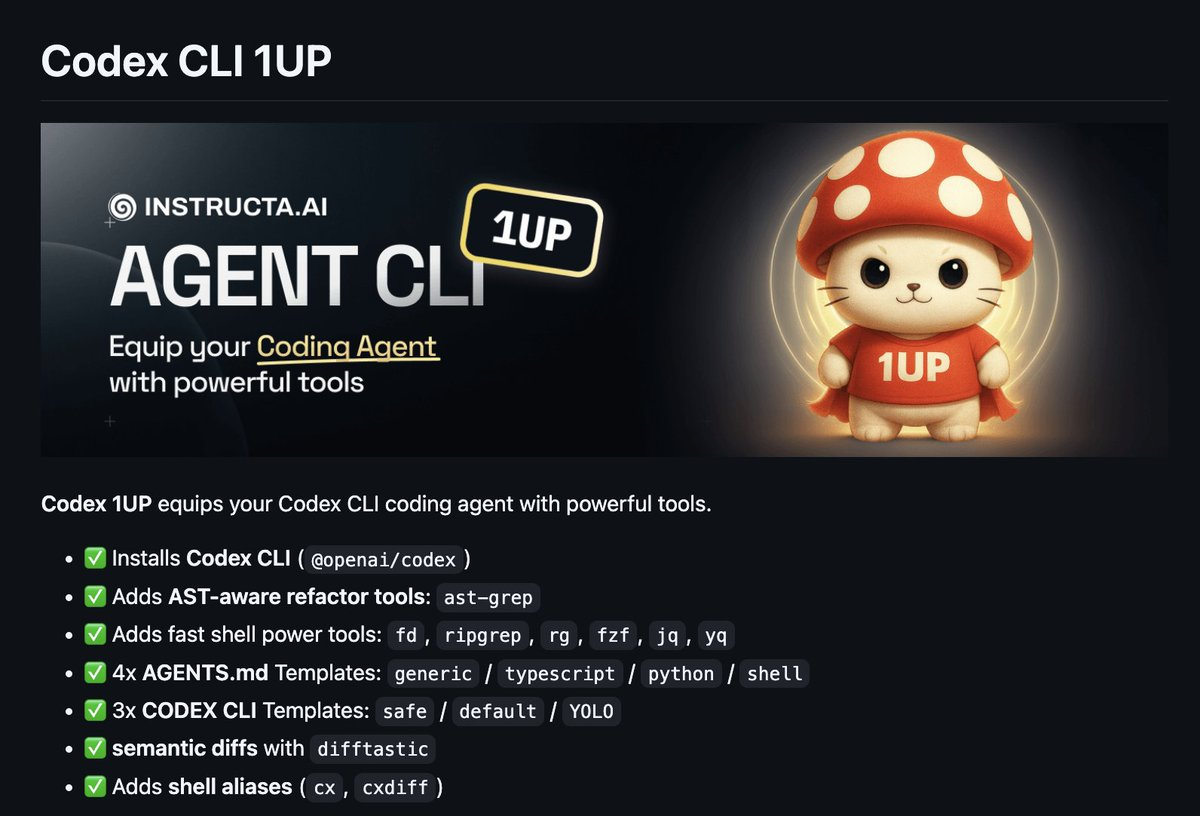 Codex CLI 1UP
INSTRUCTA.AI
AGENT CLI
1UP
Equip your Coding Agent
with powerful tools
1UP
Codex 1UP equips your Codex CLI coding agent with powerful tools.
• ✅ Installs Codex CLI ( @openai/codex )
• ✅ Adds AST-aware refactor tools: ast-grep
• ✅ Adds fast shell power tools: fd , ripgrep , rg , fzf , jq , yq
• ✅ 4x AGENTS.md Templates: generic / typescript / python / shell
• ✅ 3x CODEX CLI Templates: safe / default / YOLO
• ✅ semantic diffs with difftastic
• ✅ Adds shell aliases ( cx , cxdiff )